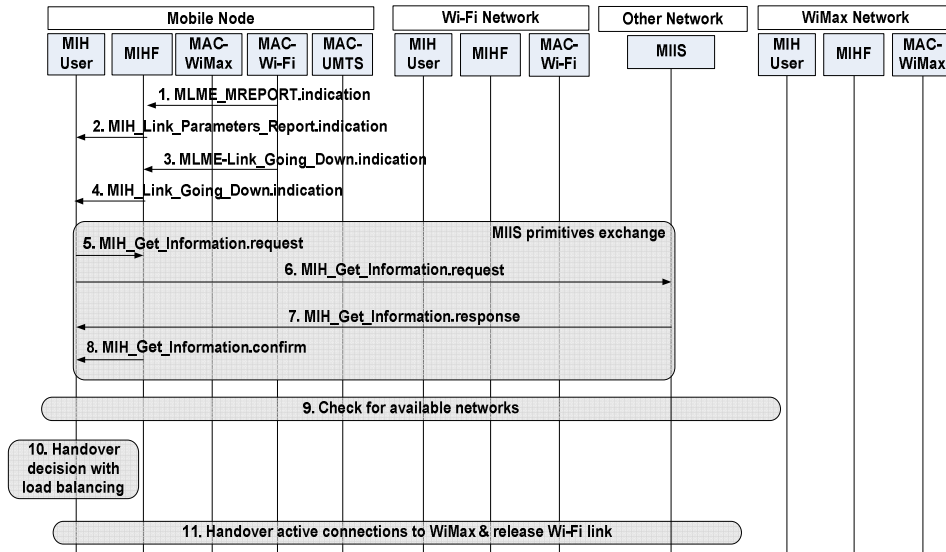 Mobile Node
Wi-Fi Network
Other Network
WiMax Network
MIH
User
MIHF
MAC-
WiMax
MAC-
Wi-Fi
MAC-
UMTS
MIH
User
MIHF
MAC-
Wi-Fi
MIIS
MIH
User
MIHF
MAC-
WiMax
1. MLME_MREPORT.indication
2. MIH_Link_Parameters_Report.indication
3. MLME-Link_Going_Down.indication
4. MIH_Link_Going_Down.indication
MIIS primitives exchange
5. MIH_Get_Information.request
6. MIH_Get_Information.request
7. MIH_Get_Information.response
8. MIH_Get_Information.confirm
9. Check for available networks
10. Handover
decision with
load balancing
11. Handover active connections to WiMax & release Wi-Fi link